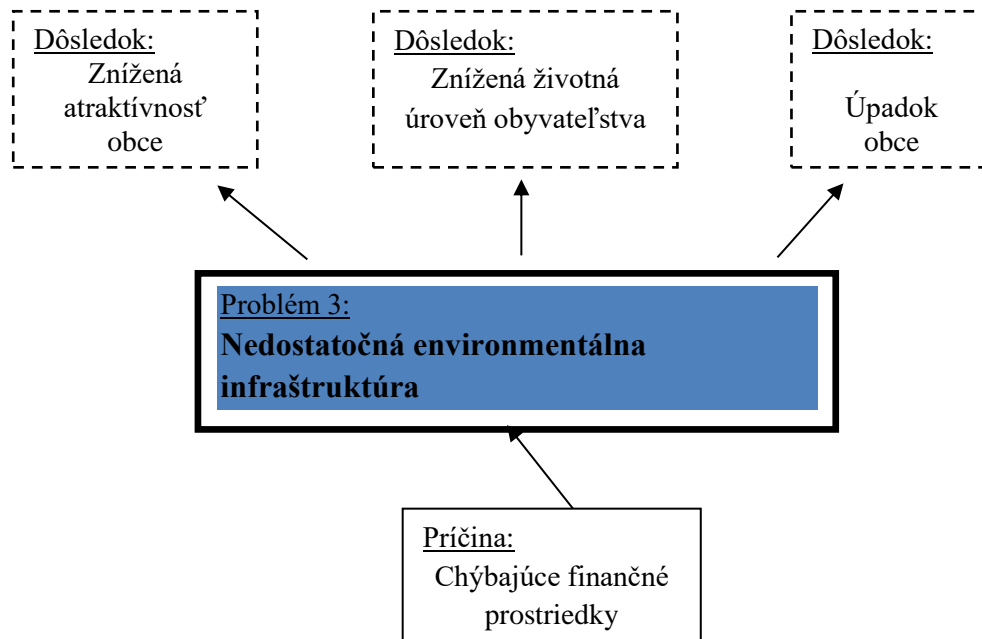 Dôsledok:
Znížená
atraktívnosť
obce
Dôsledok:
Znížená životná
úroveň obyvateľstva
Dôsledok:
Úpadok
obce
Problém 3:
Nedostatočná environmentálna
infraštruktúra
Príčina:
Chýbajúce finančné
prostriedky